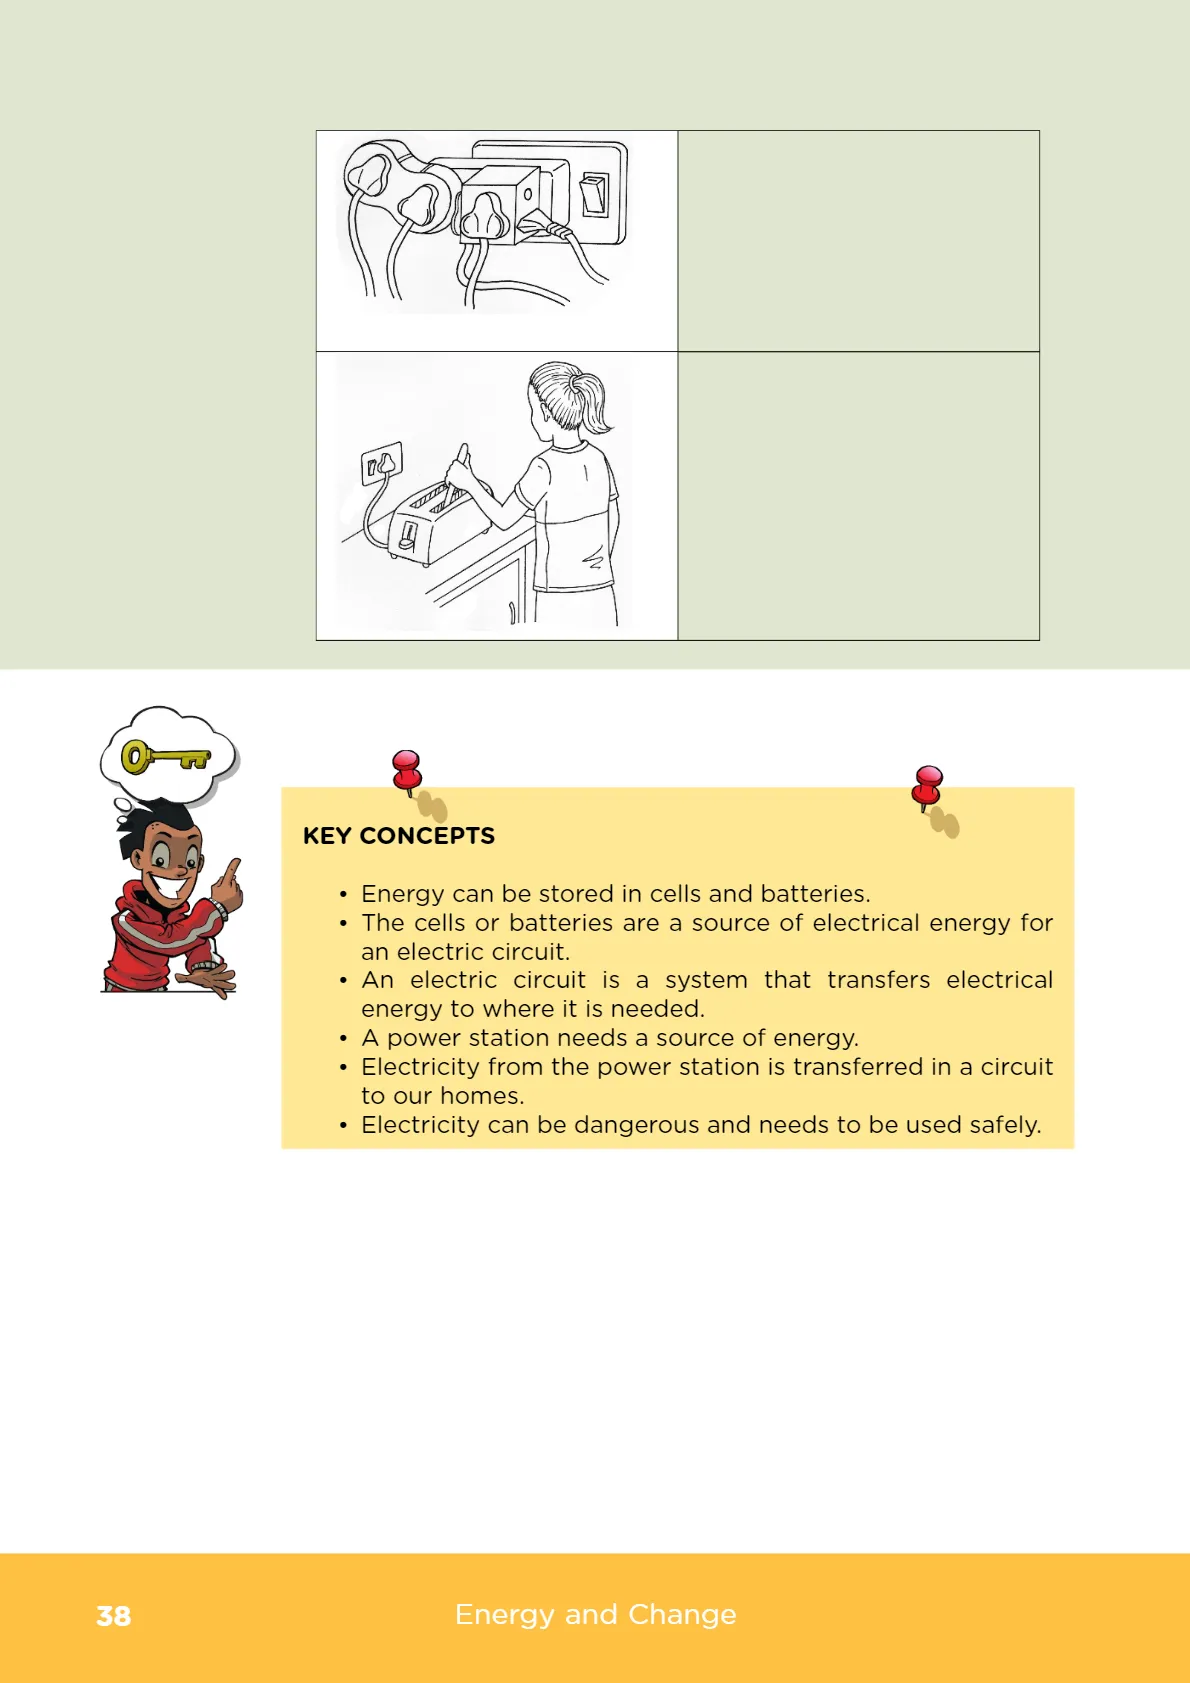 KEY CONCEPTS
• Energy can be stored in cells and batteries.
• The cells or batteries are a source of electrical energy for
an electric circuit.
• An electric circuit is a system that transfers electrical
energy to where it is needed.
• A power station needs a source of energy.
• Electricity from the power station is transferred in a circuit
to our homes.
• Electricity can be dangerous and needs to be used safely.
38
Energy and Change